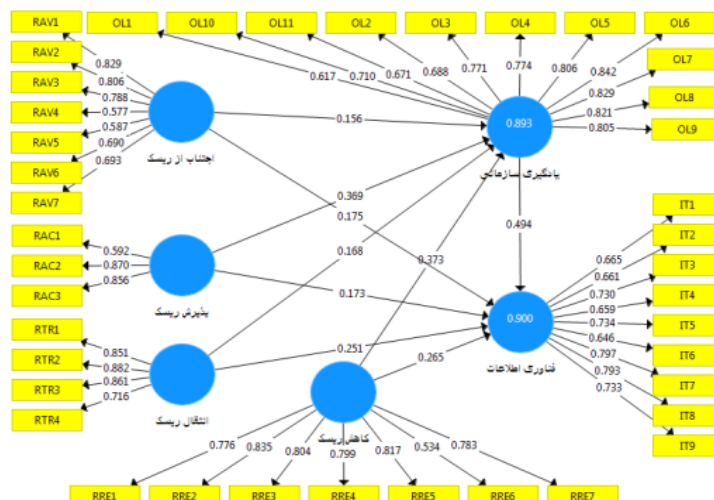 RAV1
OL1
OL10
OL11
OL2
OL3
OL4
OL5
OL6
RAV2
RAV3
RAV4
RAV5
RAV6
RAV7
0.829
0.806
0.788
0.577
0.587
0.690
0.693
اجتناب از ریسک
0.617
0.710
0.671
0.688
0.771
0.774
0.806
0.842
0.829
0.821
0.805
OL7
OL8
OL9
0.893
یادگیری سازمانی
0.156
0.369
0.175
0.168
0.373
0.494
RAC1
RAC2
RAC3
0.592
0.870
0.856
پذیرش ریسک
0.173
0.251
0.265
RTR1
RTR2
RTR3
RTR4
0.851
0.882
0.861
0.716
انتقال ریسک
0.900
فناوری اطلاعات
0.665
0.661
0.730
0.659
0.734
0.646
0.797
0.793
0.733
IT1
IT2
IT3
IT4
IT5
IT6
IT7
IT8
IT9
کاهش ریسک
0.776
0.835
0.804
0.799
0.817
0.534
0.783
RRE1
RRE2
RRE3
RRE4
RRE5
RRE6
RRE7